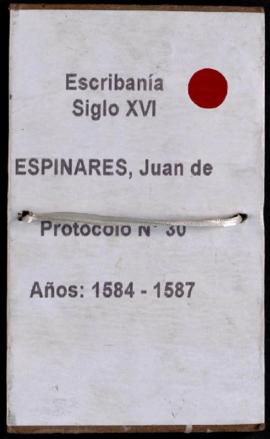 Escribanía
Siglo XVI
ESPINARES, Juan de
Protocolo N° 30
Años: 1584 - 1587